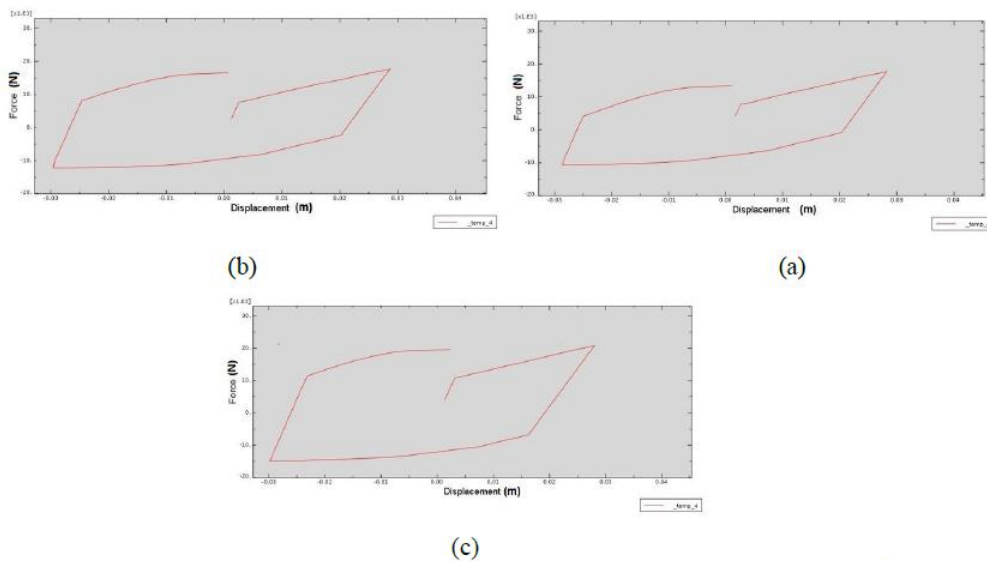 [x1.E3]
30.
20.
10.
0.
-10.
-20.
Force (N)
-0.03 -0.02 -0.01 0.00 0.01 0.02 0.03 0.04
Displacement (m)
_temp_4
(b)
[x1.E3]
30.
20.
10.
0.
-10.
-20.
Force (N)
-0.03 -0.02 -0.01 0.00 0.01 0.02 0.03 0.04
Displacement (m)
(a)
[x1.E3]
30.
20.
10.
0.
-10.
-20.
Force (N)
-0.03 -0.02 -0.01 0.00 0.01 0.02 0.03 0.04
Displacement (m)
_temp_4
(c)